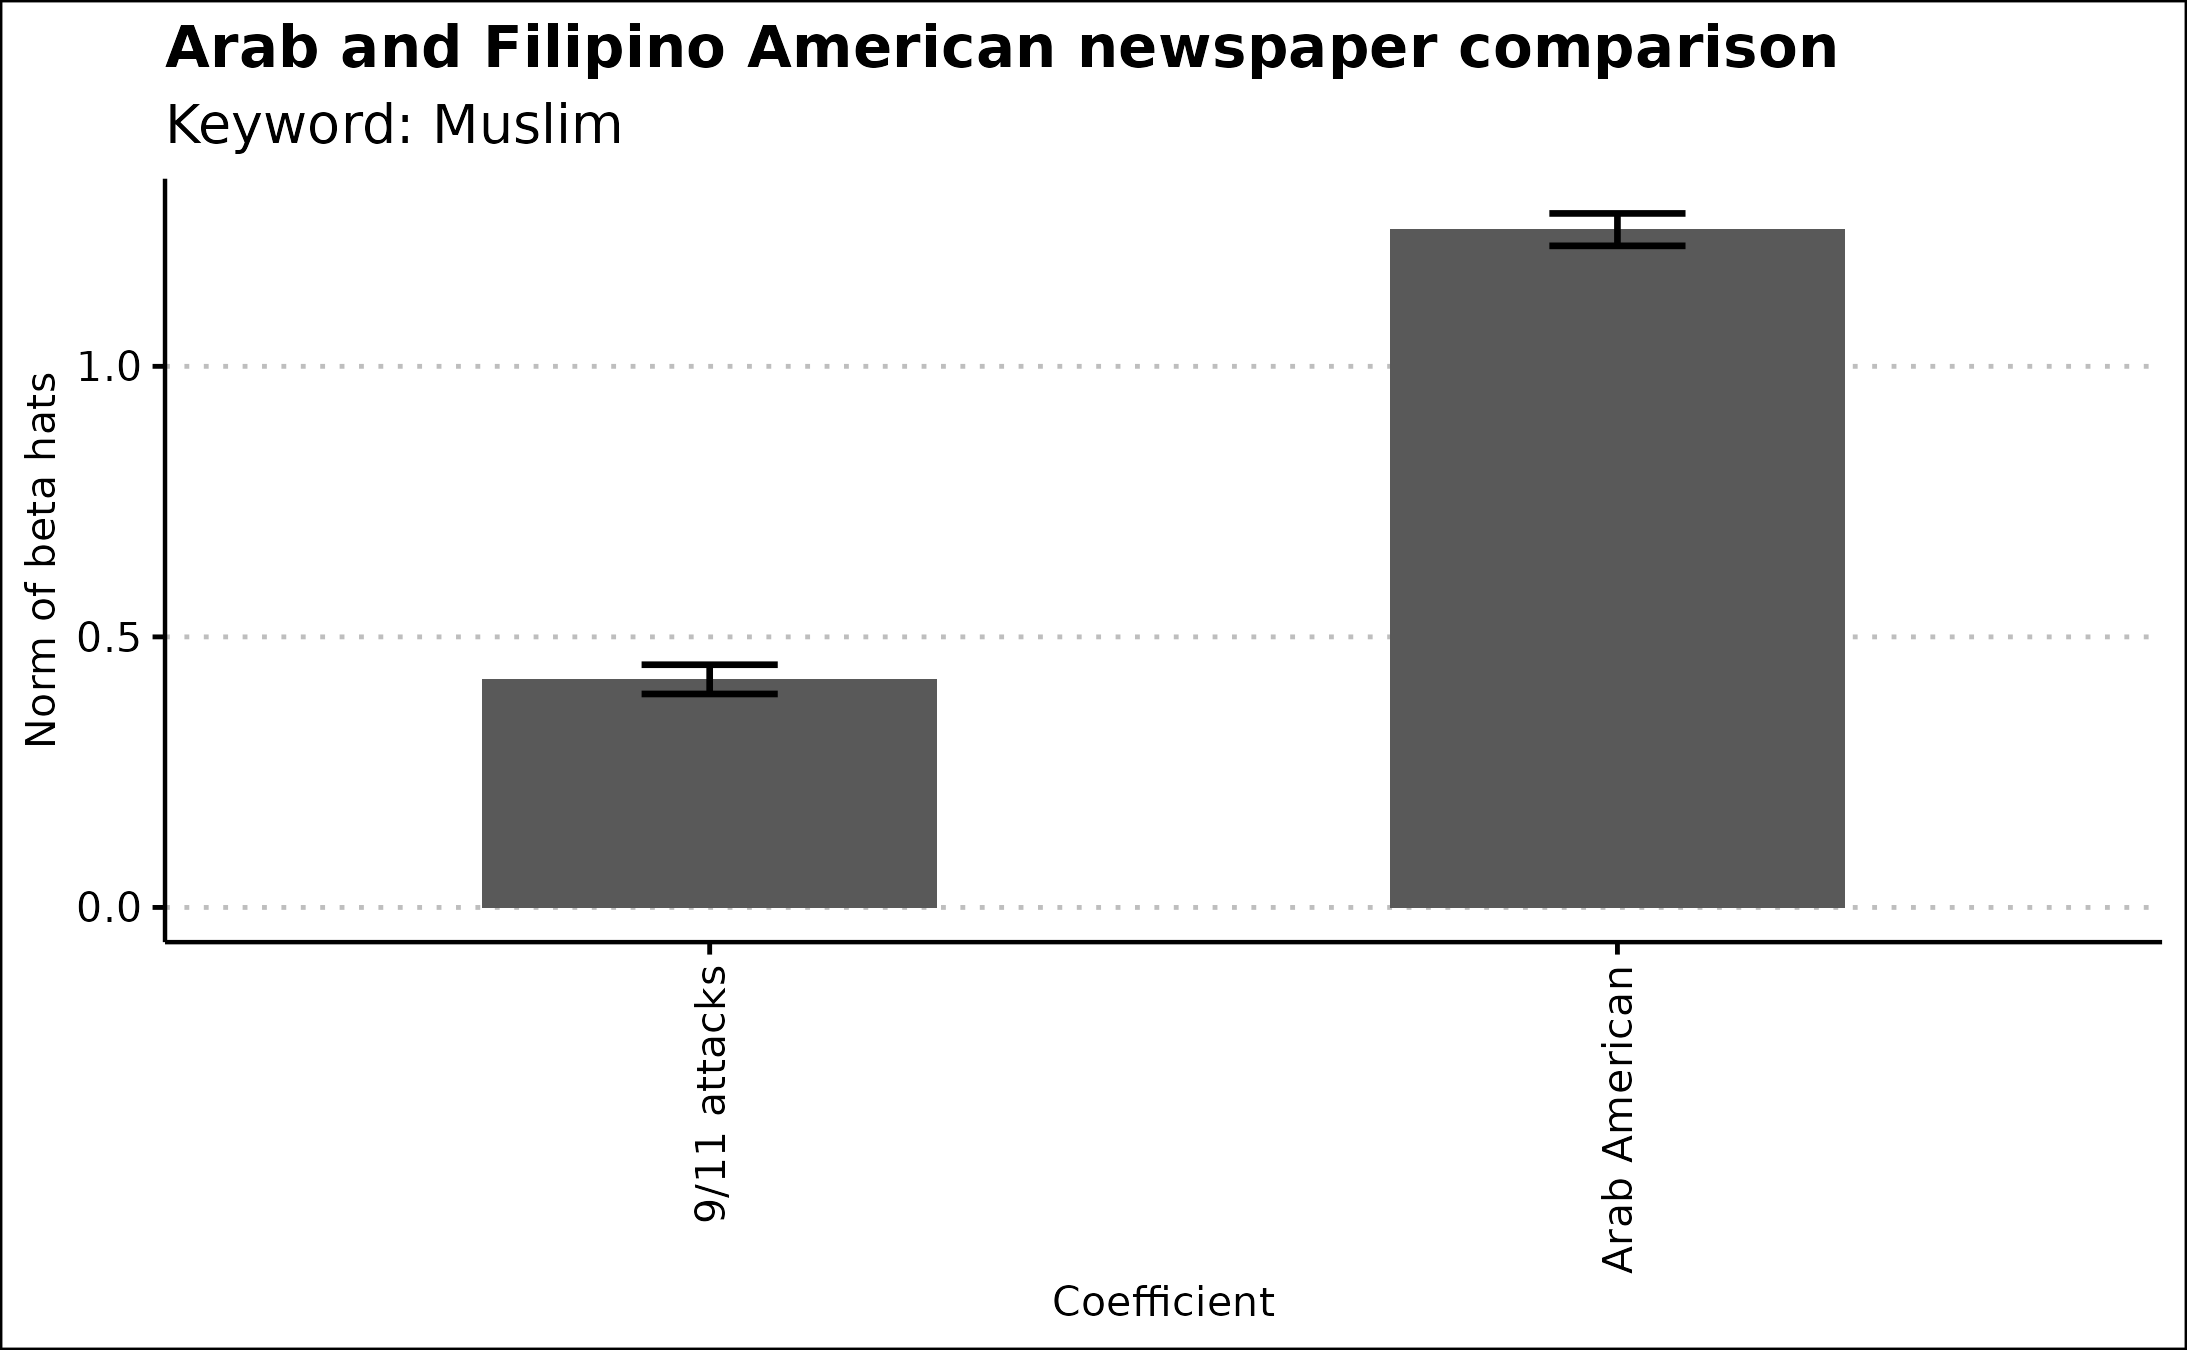 Arab and Filipino American newspaper comparison
Keyword: Muslim
Norm of beta hats
1.0
0.5
0.0
9/11 attacks
Arab American
Coefficient